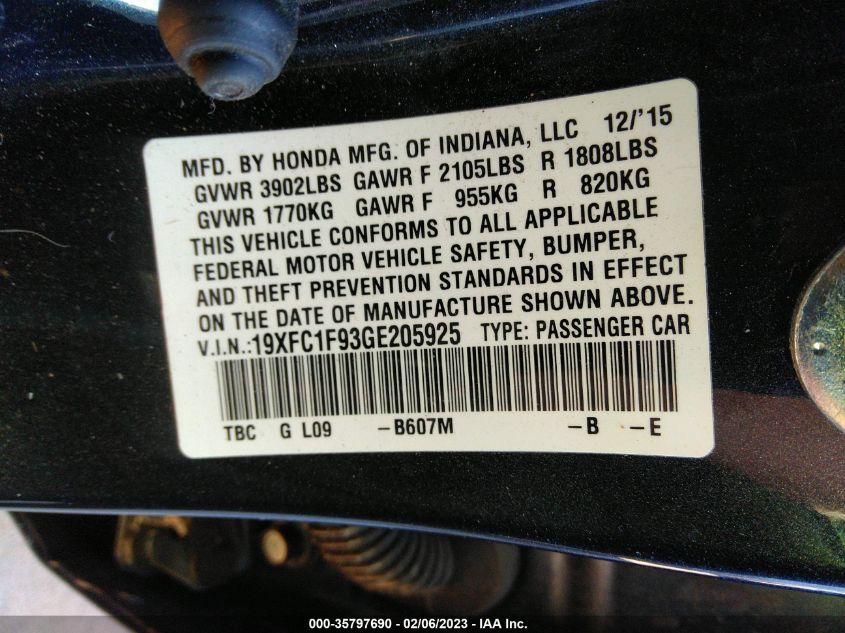 MFD. BY HONDA MFG. OF INDIANA, LLC 12/'15
GVWR 3902LBS GAWR F 2105LBS R 1808LBS
GVWR 1770KG GAWR F 955KG R 820KG
THIS VEHICLE CONFORMS TO ALL APPLICABLE
FEDERAL MOTOR VEHICLE SAFETY, BUMPER,
AND THEFT PREVENTION STANDARDS IN EFFECT
ON THE DATE OF MANUFACTURE SHOWN ABOVE.
V.I.N.:19XFC1F93GE205925 TYPE: PASSENGER CAR
TBC G L09 -B607M -B -E
000-35797690 - 02/06/2023 - IAA Inc.